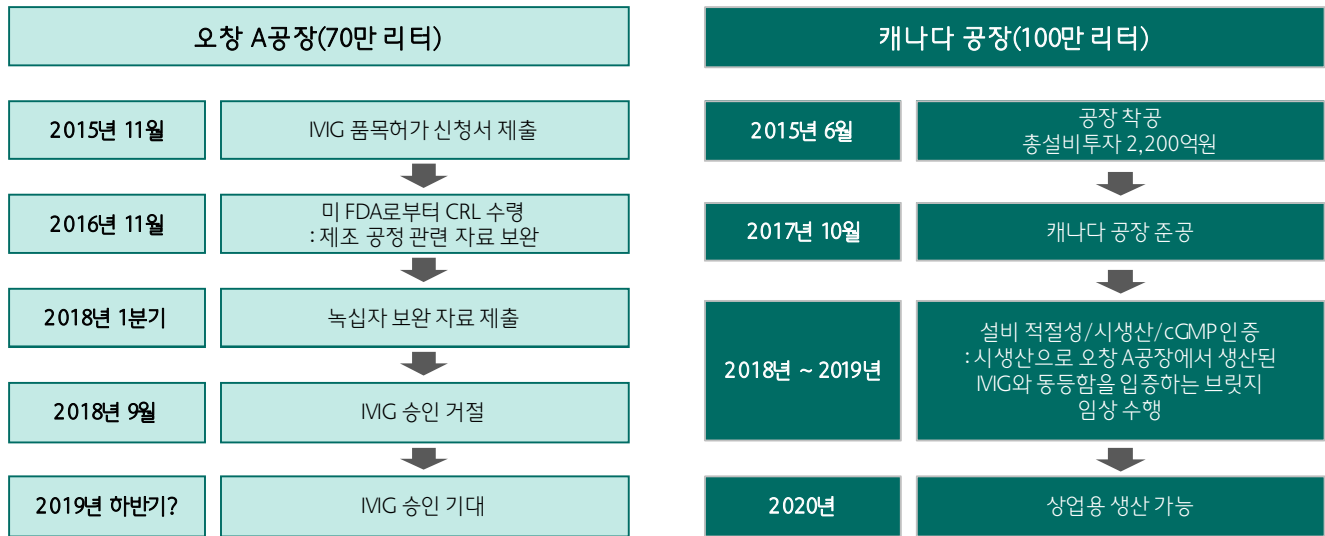 오창 A공장(70만 리터)
2015년 11월
IVIG 품목허가 신청서 제출
2016년 11월
미 FDA로부터 CRL 수령
: 제조 공정 관련 자료 보완
2018년 1분기
녹십자 보완 자료 제출
2018년 9월
IVIG 승인 거절
2019년 하반기?
IVIG 승인 기대
캐나다 공장(100만 리터)
2015년 6월
공장 착공
총설비투자 2,200억원
2017년 10월
캐나다 공장 준공
2018년 ~ 2019년
설비 적절성/시생산/cGMP인증
: 시생산으로 오창 A공장에서 생산된
IVIG와 동등함을 입증하는 브릿지
임상 수행
2020년
상업용 생산 가능